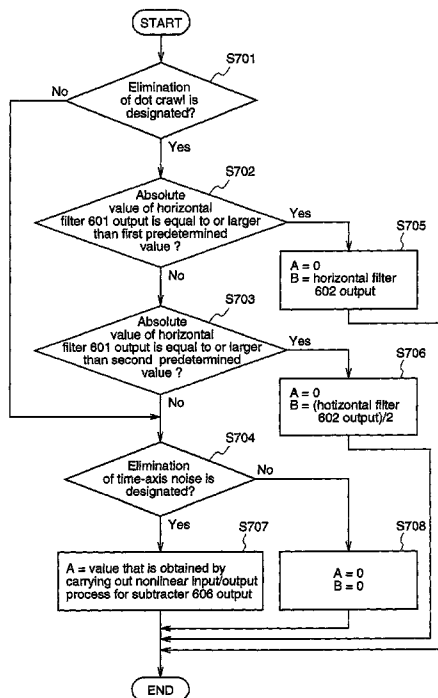 START
S701
No
Elimination
of dot crawl is
designated?
Yes
S702
Absolute
value of horizontal
filter 601 output is equal to or larger
than first predetermined
value ?
Yes
S705
A = 0
B = horizontal filter
602 output
No
S703
Absolute
value of horizontal
filter 601 output is equal to or larger
than second predetermined
value ?
Yes
S706
A = 0
B = (hotizontal filter
602 output)/2
No
S704
Elimination
of time-axis noise is
designated?
No
Yes
S707
A = value that is obtained by
carrying out nonlinear input/output
process for subtracter 606 output
S708
A = 0
B = 0
END